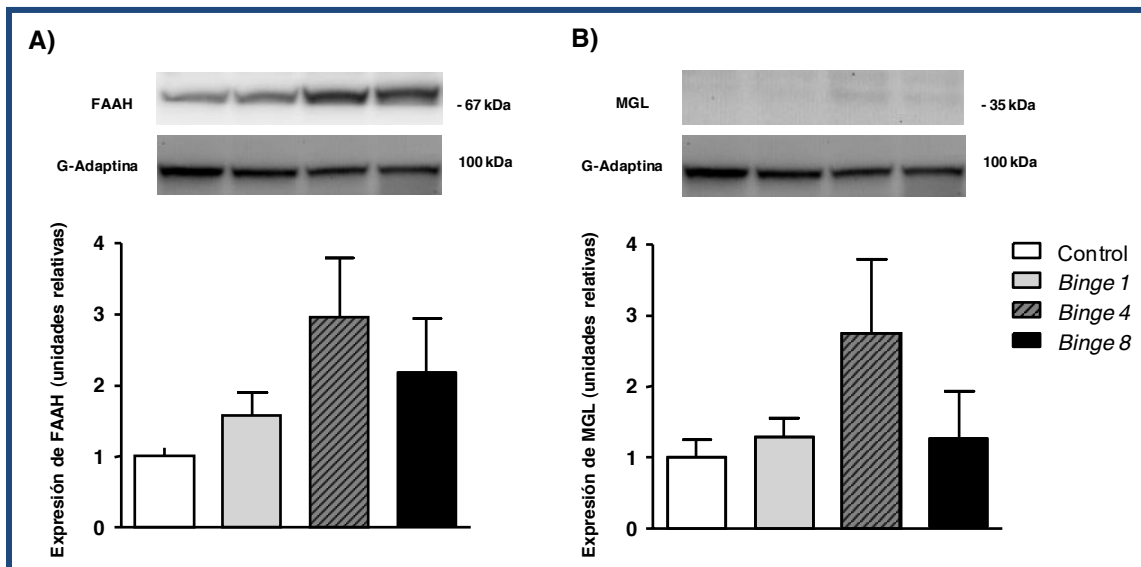 A)
FAAH
- 67 kDa
G-Adaptina
100 kDa
Expresión de FAAH (unidades relativas)
4
3
2
1
0
B)
MGL
- 35 kDa
G-Adaptina
100 kDa
Expresión de MGL (unidades relativas)
4
3
2
1
0
Control
Binge 1
Binge 4
Binge 8